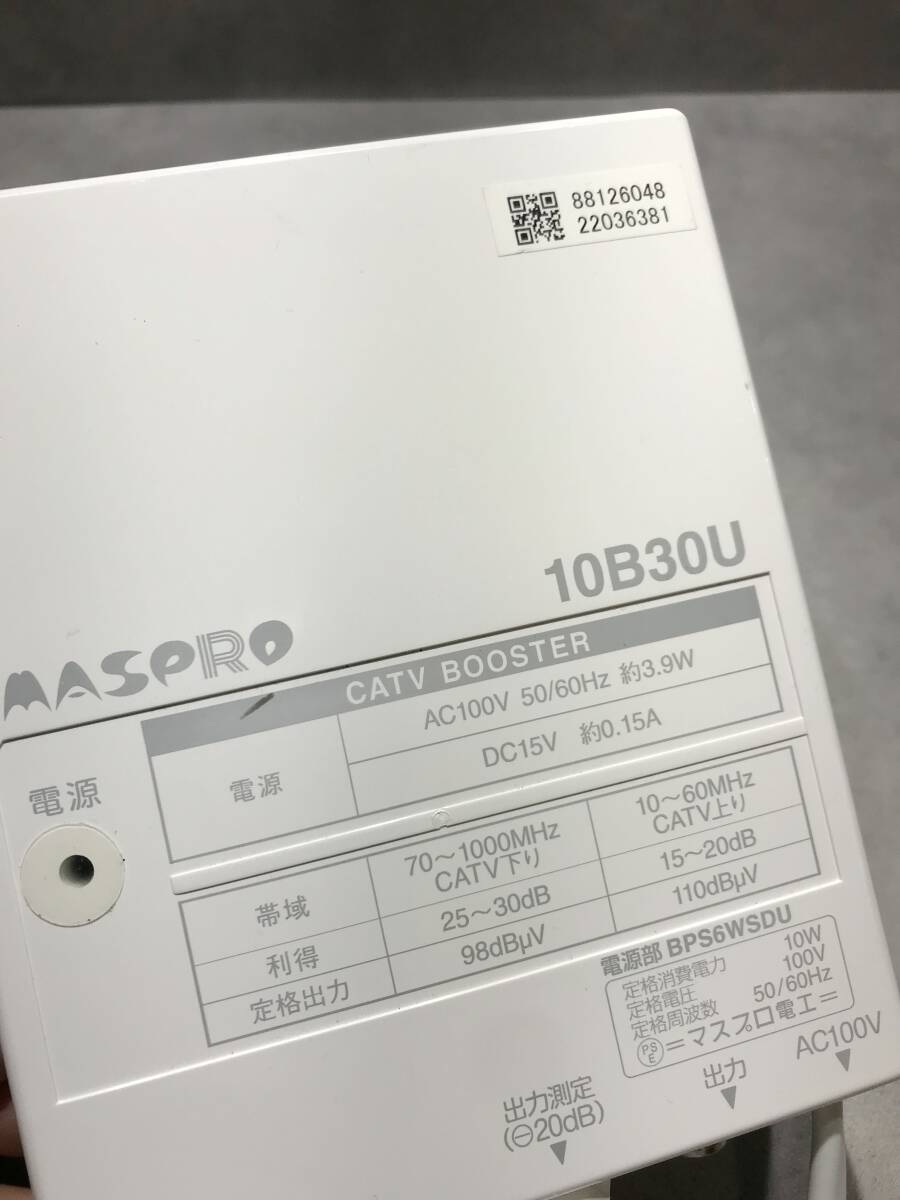 88126048
22036381
10B30U
MASPRO
CATV BOOSTER
電源
AC100V 50/60Hz 約3.9W
DC15V 約0.15A
電源
帯域
70～1000MHz
CATV下り
10～60MHz
CATV上り
利得
25～30dB
15～20dB
定格出力
98dBμV
110dBμV
電源部 BPS6WSDU
定格消費電力 10W
定格電圧 100V
定格周波数 50/60Hz
PSE =マスプロ電工=
出力測定
(⊖20dB)
出力
AC100V